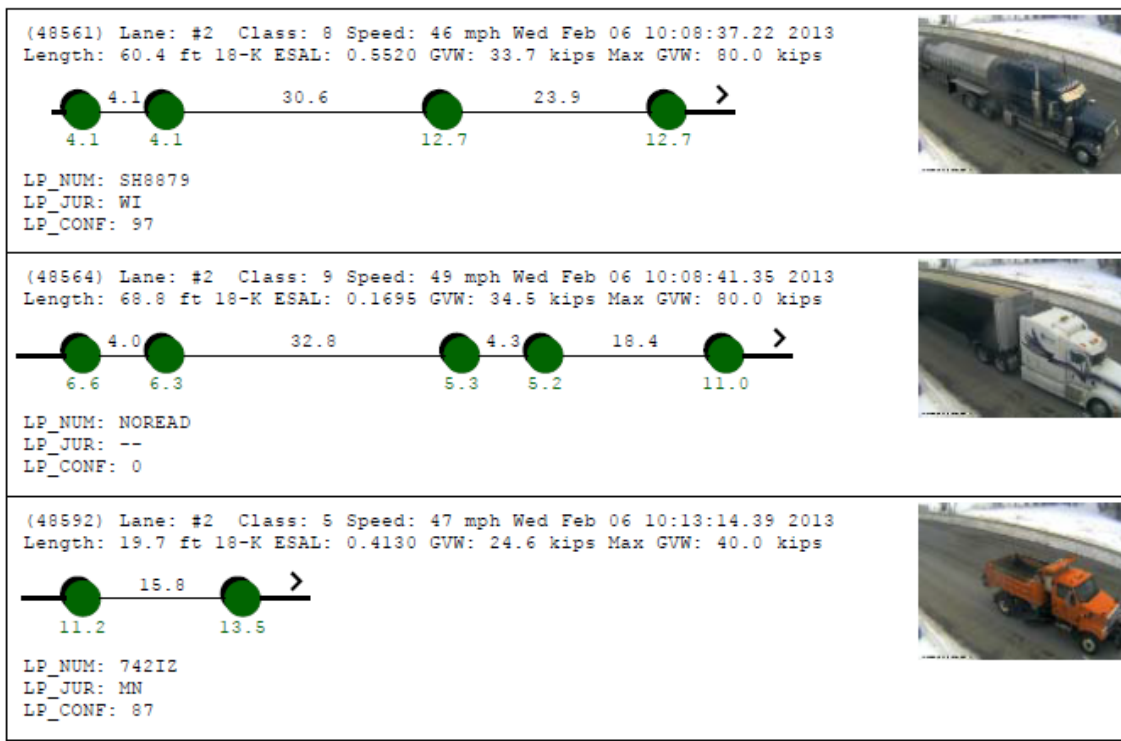 (48561) Lane: #2 Class: 8 Speed: 46 mph Wed Feb 06 10:08:37.22 2013
Length: 60.4 ft 18-K ESAL: 0.5520 GVW: 33.7 kips Max GVW: 80.0 kips
4.1 30.6 23.9
4.1 4.1 12.7 12.7
LP_NUM: SH8879
LP_JUR: WI
LP_CONF: 97
(48564) Lane: #2 Class: 9 Speed: 49 mph Wed Feb 06 10:08:41.35 2013
Length: 68.8 ft 18-K ESAL: 0.1695 GVW: 34.5 kips Max GVW: 80.0 kips
4.0 32.8 4.3 18.4
6.6 6.3 5.3 5.2 11.0
LP_NUM: NOREAD
LP_JUR: --
LP_CONF: 0
(48592) Lane: #2 Class: 5 Speed: 47 mph Wed Feb 06 10:13:14.39 2013
Length: 19.7 ft 18-K ESAL: 0.4130 GVW: 24.6 kips Max GVW: 40.0 kips
15.8
11.2 13.5
LP_NUM: 742IZ
LP_JUR: MN
LP_CONF: 87